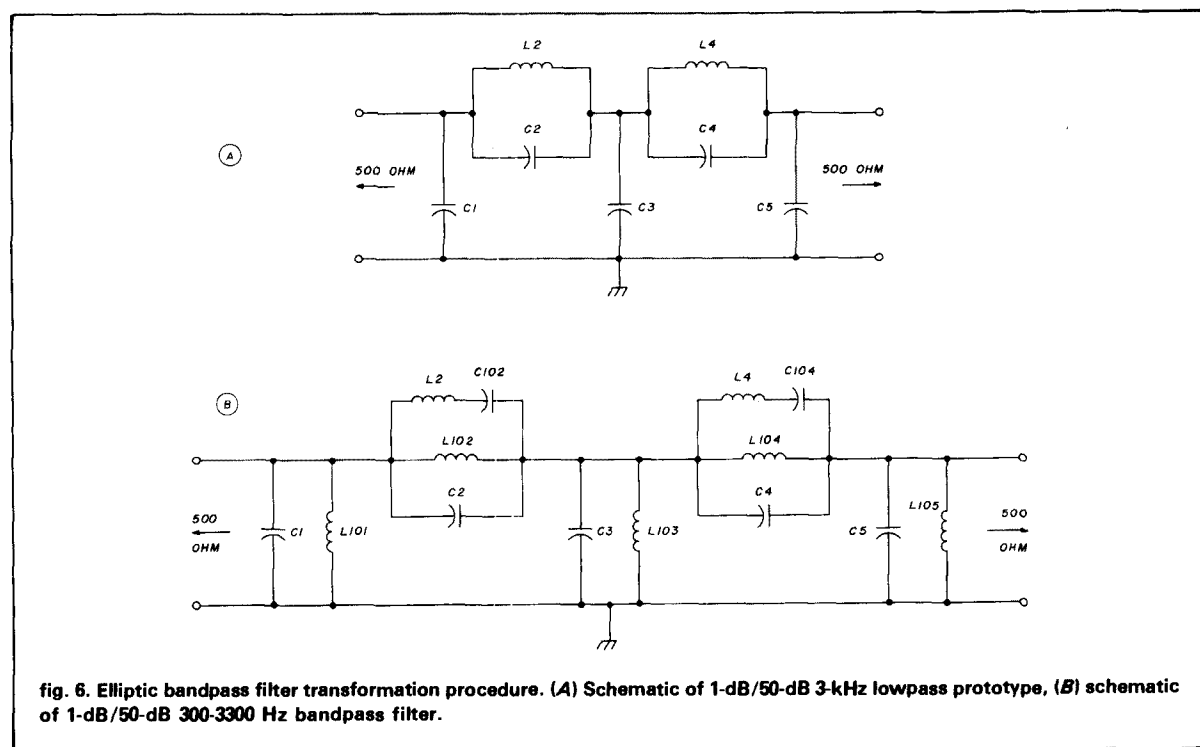 L2
L4
C2
C4
A
500 OHM
500 OHM
C1
C3
C5
L2
C102
L4
C104
B
L102
L104
C2
C4
500
OHM
C1
L101
C3
L103
C5
L105
500
OHM
fig. 6. Elliptic bandpass filter transformation procedure. (A) Schematic of 1-dB/50-dB 3-kHz lowpass prototype, (B) schematic
of 1-dB/50-dB 300-3300 Hz bandpass filter.